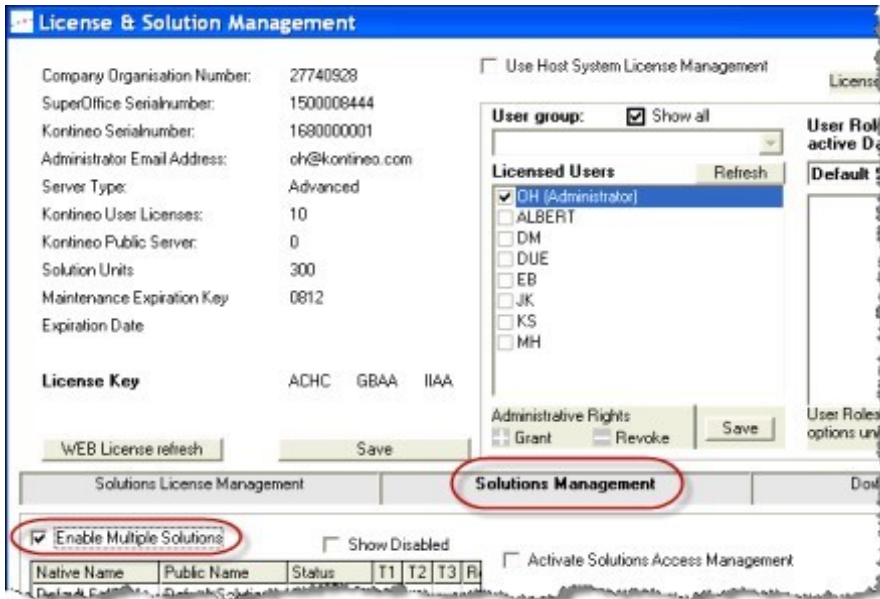 License & Solution Management
Company Organisation Number: 27740928
SuperOffice Serialnumber: 1500008444
Kontineo Serialnumber: 1680000001
Administrator Email Address: oh@kontineo.com
Server Type: Advanced
Kontineo User Licenses: 10
Kontineo Public Server: 0
Solution Units 300
Maintenance Expiration Key 0812
Expiration Date
License Key ACHC GBAA IIAA
WEB License refresh Save
Use Host System License Management
License
User group: Show all
Licensed Users Refresh
OH (Administrator)
ALBERT
DM
DUE
EB
JK
KS
MH
Administrative Rights
Grant Revoke Save
User Rol
active Da
Default S
User Roles
options unl
Solutions License Management Solutions Management Dow
Enable Multiple Solutions Show Disabled Activate Solutions Access Management
Native Name Public Name Status T1 T2 T3